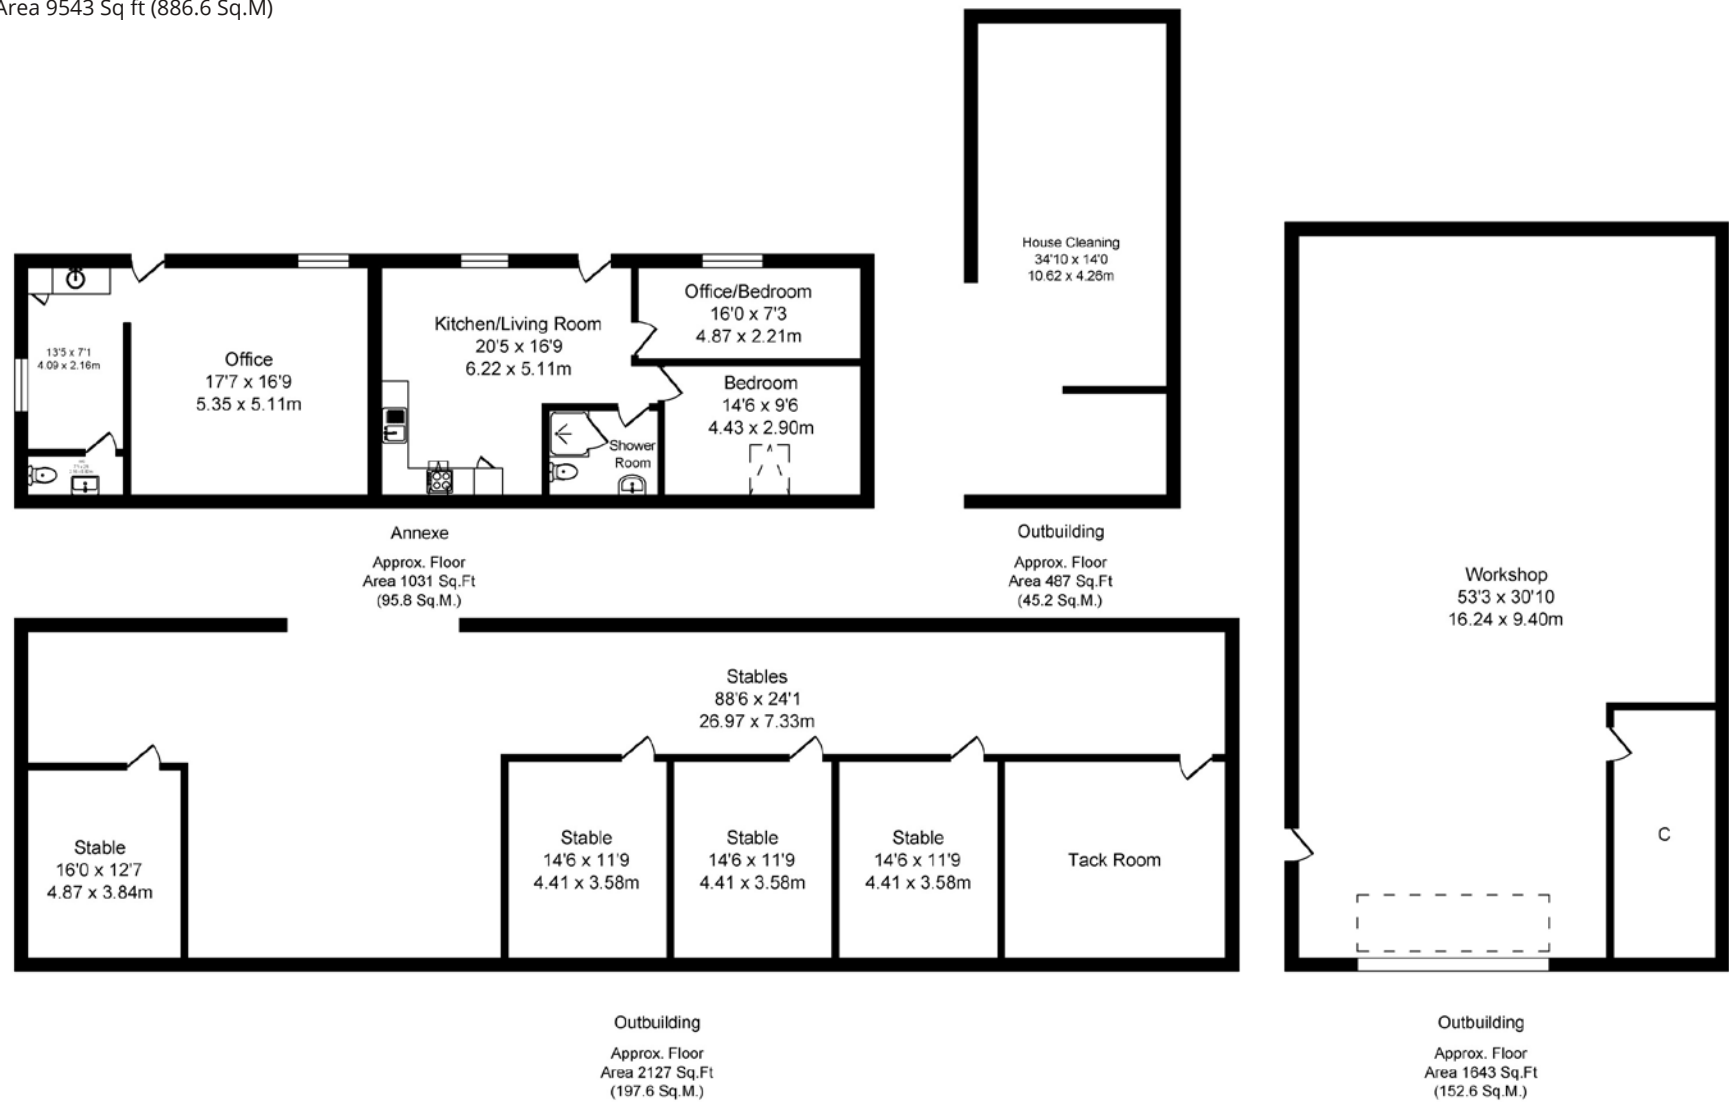 Area 9543 Sq ft (886.6 Sq.M)
House Cleaning
34'10 x 14'0
10.62 x 4.26m
13'5 x 7'1
4.09 x 2.16m
Office
17'7 x 16'9
5.35 x 5.11m
Kitchen/Living Room
20'5 x 16'9
6.22 x 5.11m
Office/Bedroom
16'0 x 7'3
4.87 x 2.21m
Bedroom
14'6 x 9'6
4.43 x 2.90m
Shower
Room
Annexe
Approx. Floor
Area 1031 Sq.Ft
(95.8 Sq.M.)
Outbuilding
Approx. Floor
Area 487 Sq.Ft
(45.2 Sq.M.)
Workshop
53'3 x 30'10
16.24 x 9.40m
C
Stables
88'6 x 24'1
26.97 x 7.33m
Stable
16'0 x 12'7
4.87 x 3.84m
Stable
14'6 x 11'9
4.41 x 3.58m
Stable
14'6 x 11'9
4.41 x 3.58m
Stable
14'6 x 11'9
4.41 x 3.58m
Tack Room
Outbuilding
Approx. Floor
Area 2127 Sq.Ft
(197.6 Sq.M.)
Outbuilding
Approx. Floor
Area 1643 Sq.Ft
(152.6 Sq.M.)